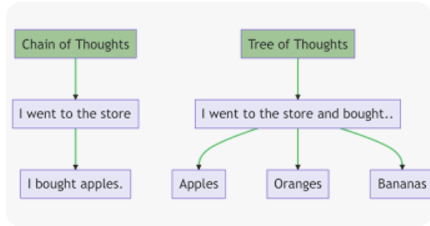 Chain of Thoughts
Tree of Thoughts
I went to the store
I went to the store and bought..
I bought apples.
Apples
Oranges
Bananas